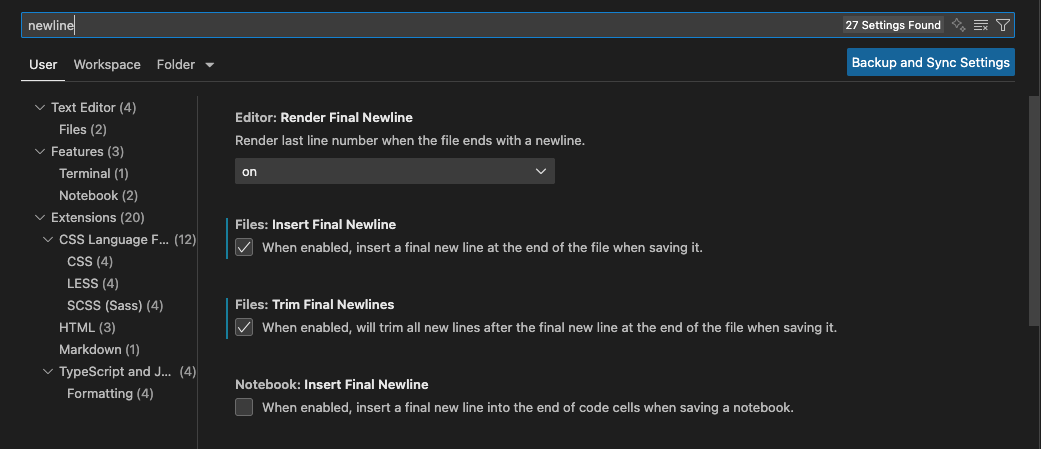 newline
27 Settings Found
User
Workspace
Folder
Backup and Sync Settings
Text Editor (4)
Files (2)
Features (3)
Terminal (1)
Notebook (2)
Extensions (20)
CSS Language F... (12)
CSS (4)
LESS (4)
SCSS (Sass) (4)
HTML (3)
Markdown (1)
TypeScript and J... (4)
Formatting (4)
Editor: Render Final Newline
Render last line number when the file ends with a newline.
on
Files: Insert Final Newline
When enabled, insert a final new line at the end of the file when saving it.
Files: Trim Final Newlines
When enabled, will trim all new lines after the final new line at the end of the file when saving it.
Notebook: Insert Final Newline
When enabled, insert a final new line into the end of code cells when saving a notebook.